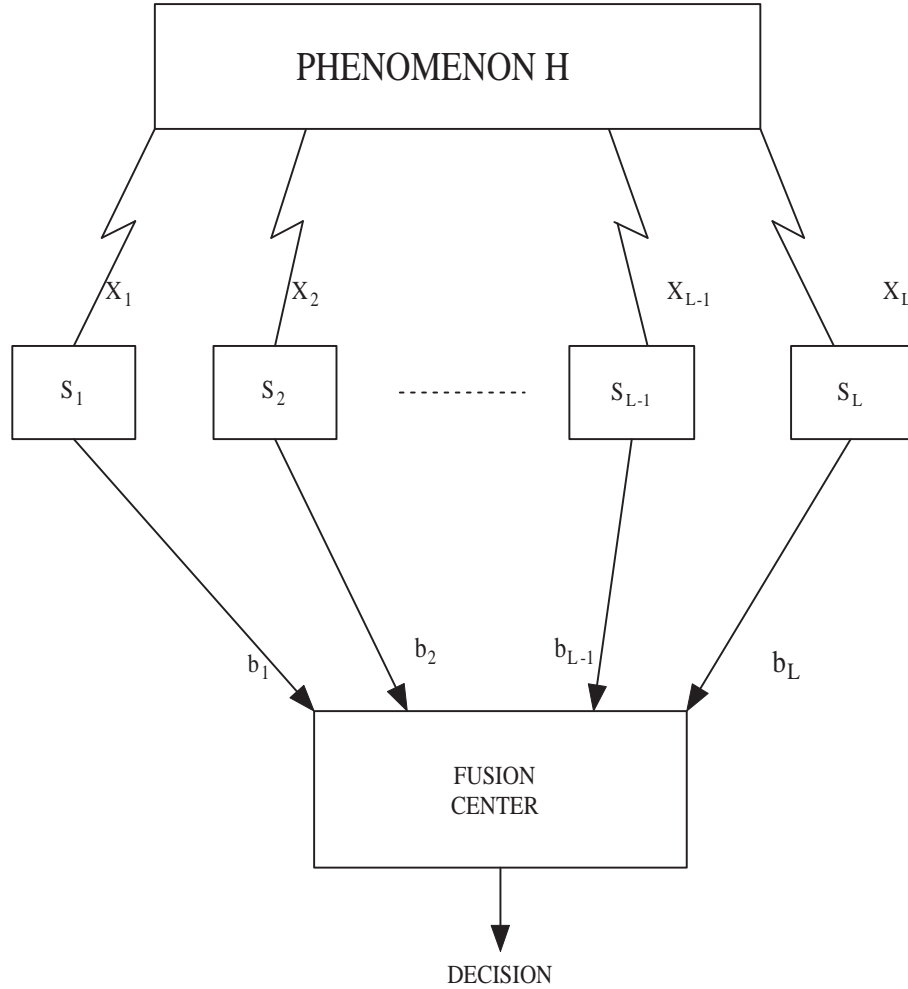 PHENOMENON H
X1 X2 XL-1 XL
S1 S2 SL-1 SL
b1 b2 bL-1 bL
FUSION
CENTER
DECISION